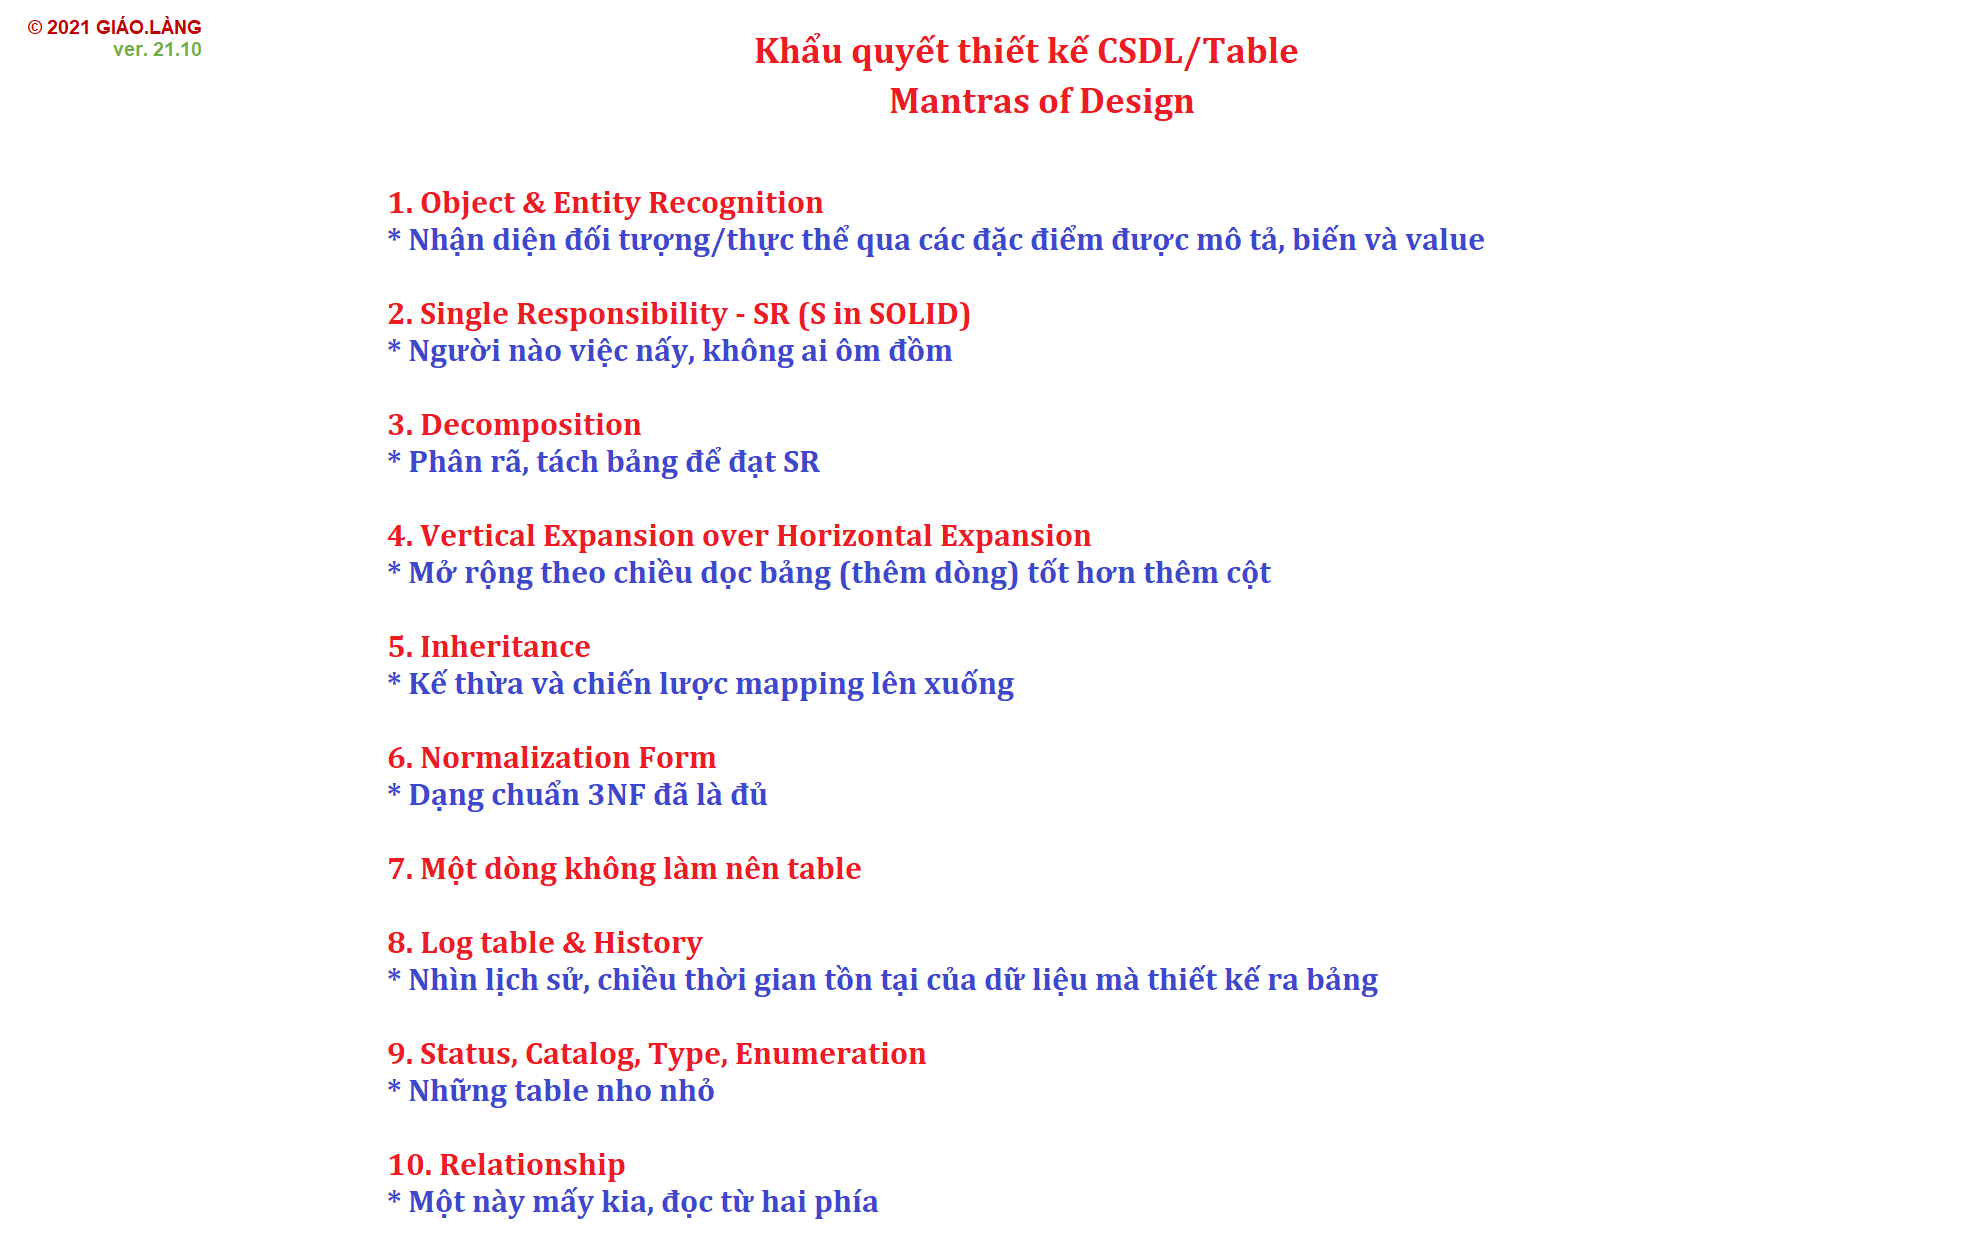 © 2021 GIÁO.LÀNG
ver. 21.10
Khẩu quyết thiết kế CSDL/Table
Mantras of Design
1. Object & Entity Recognition
* Nhận diện đối tượng/thực thể qua các đặc điểm được mô tả, biến và value
2. Single Responsibility - SR (S in SOLID)
* Người nào việc nấy, không ai ôm đồm
3. Decomposition
* Phân rã, tách bảng để đạt SR
4. Vertical Expansion over Horizontal Expansion
* Mở rộng theo chiều dọc bảng (thêm dòng) tốt hơn thêm cột
5. Inheritance
* Kế thừa và chiến lược mapping lên xuống
6. Normalization Form
* Dạng chuẩn 3NF đã là đủ
7. Một dòng không làm nên table
8. Log table & History
* Nhìn lịch sử, chiều thời gian tồn tại của dữ liệu mà thiết kế ra bảng
9. Status, Catalog, Type, Enumeration
* Những table nho nhỏ
10. Relationship
* Một này mấy kia, đọc từ hai phía